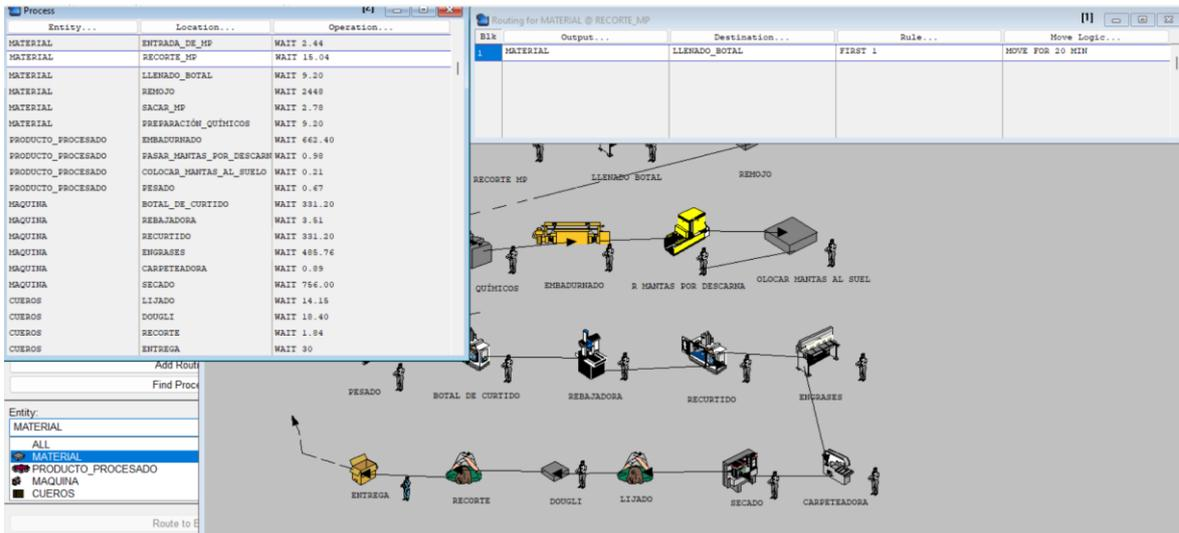 Process [2]
Entity... Location... Operation...
MATERIAL ENTRADA_DE_MP WAIT 2.44
MATERIAL RECORTE_MP WAIT 15.04
MATERIAL LLENADO_BOTAL WAIT 9.20
MATERIAL REMOJO WAIT 2448
MATERIAL SACAR_MP WAIT 2.78
MATERIAL PREPARACIÓN_QUÍMICOS WAIT 9.20
PRODUCTO_PROCESADO EMBADURNADO WAIT 662.40
PRODUCTO_PROCESADO PASAR_MANTAS_POR_DESCARN WAIT 0.98
PRODUCTO_PROCESADO COLOCAR_MANTAS_AL_SUELO WAIT 0.21
PRODUCTO_PROCESADO PESADO WAIT 0.67
MAQUINA BOTAL_DE_CURTIDO WAIT 331.20
MAQUINA REBAJADORA WAIT 3.51
MAQUINA RECURTIDO WAIT 331.20
MAQUINA ENGRASES WAIT 485.76
MAQUINA CARPETEADORA WAIT 0.89
MAQUINA SECADO WAIT 756.00
CUEROS LIJADO WAIT 14.15
CUEROS DOUGLI WAIT 18.40
CUEROS RECORTE WAIT 1.84
CUEROS ENTREGA WAIT 30
Routing for MATERIAL @ RECORTE_MP [1]
Blk Output... Destination... Rule... Move Logic...
1 MATERIAL LLENADO_BOTAL FIRST 1 MOVE FOR 20 MIN
RECORTE MP LLENADO BOTAL REMOJO
QUÍMICOS EMBADURNADO R MANTAS POR DESCARNA OLOCAR MANTAS AL SUEL
PESADO BOTAL DE CURTIDO REBAJADORA RECURTIDO ENGRASES
ENTREGA RECORTE DOUGLI LIJADO SECADO CARPETEADORA
Add Routi
Find Proce
Entity:
MATERIAL
ALL
MATERIAL
PRODUCTO_PROCESADO
MAQUINA
CUEROS
Route to E